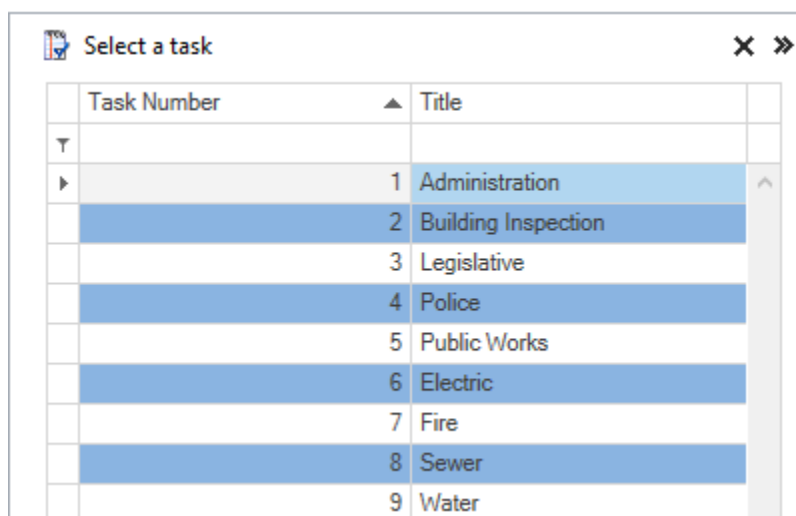 Select a task
Task Number Title
1 Administration
2 Building Inspection
3 Legislative
4 Police
5 Public Works
6 Electric
7 Fire
8 Sewer
9 Water